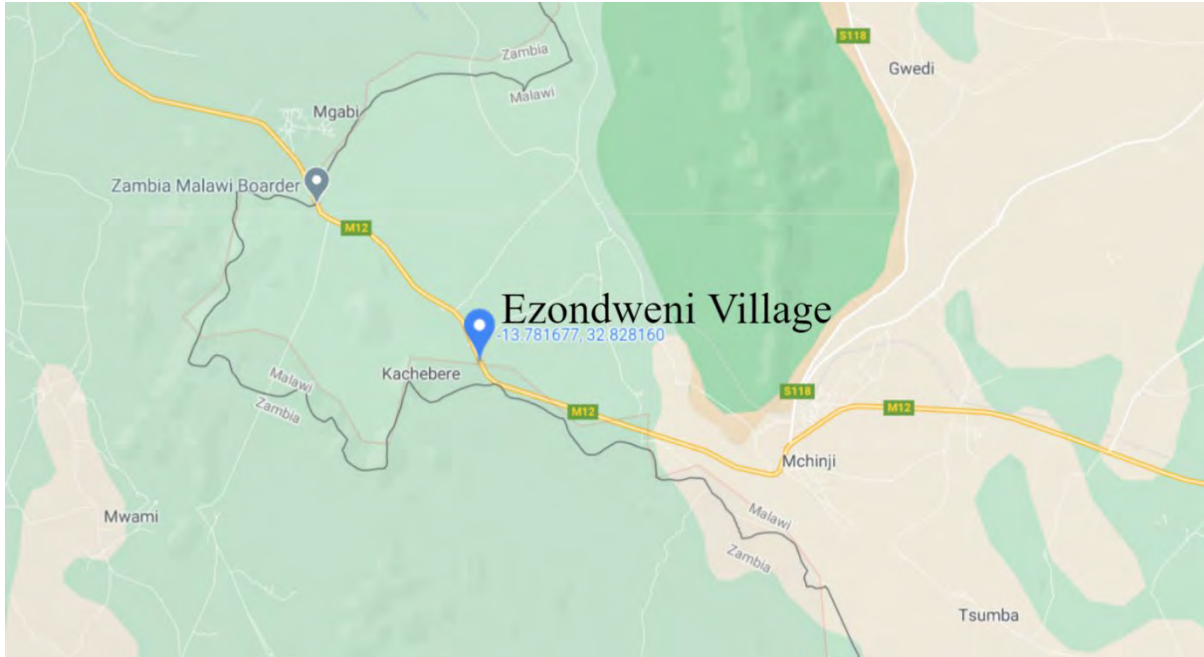 S118
Gwedi
Zambia
Malawi
Mgabi
Zambia Malawi Boarder
M12
Ezondweni Village
-13.781677, 32.828160
Malawi
Zambia
Kachebere
M12
S118
M12
Mchinji
Mwami
Malawi
Zambia
Tsumba